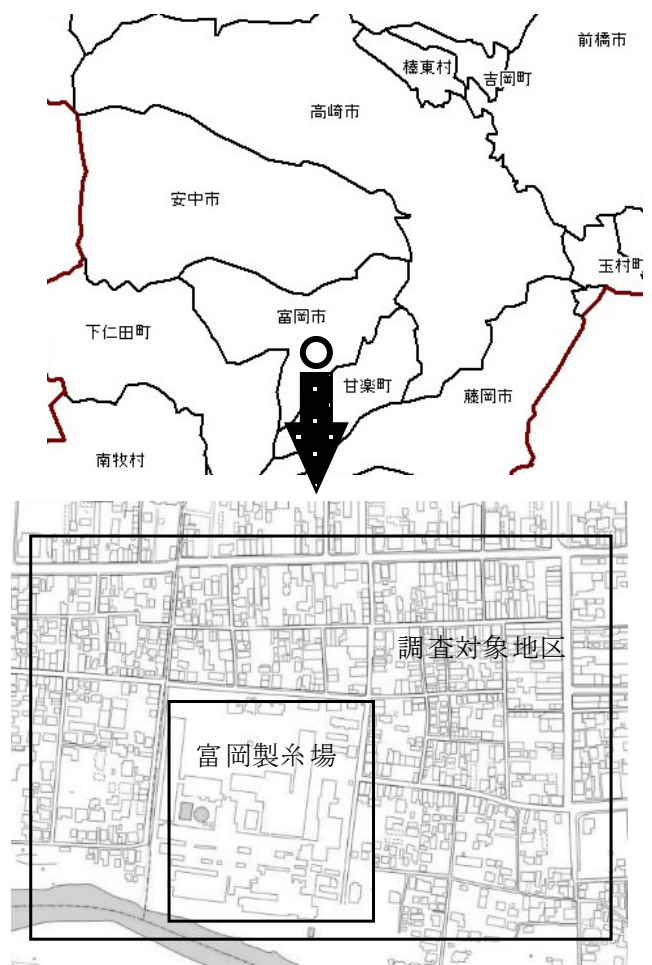 前橋市
榛東村
吉岡町
高崎市
安中市
玉村町
富岡市
下仁田町
甘楽町
藤岡市
南牧村
調査対象地区
富岡製糸場